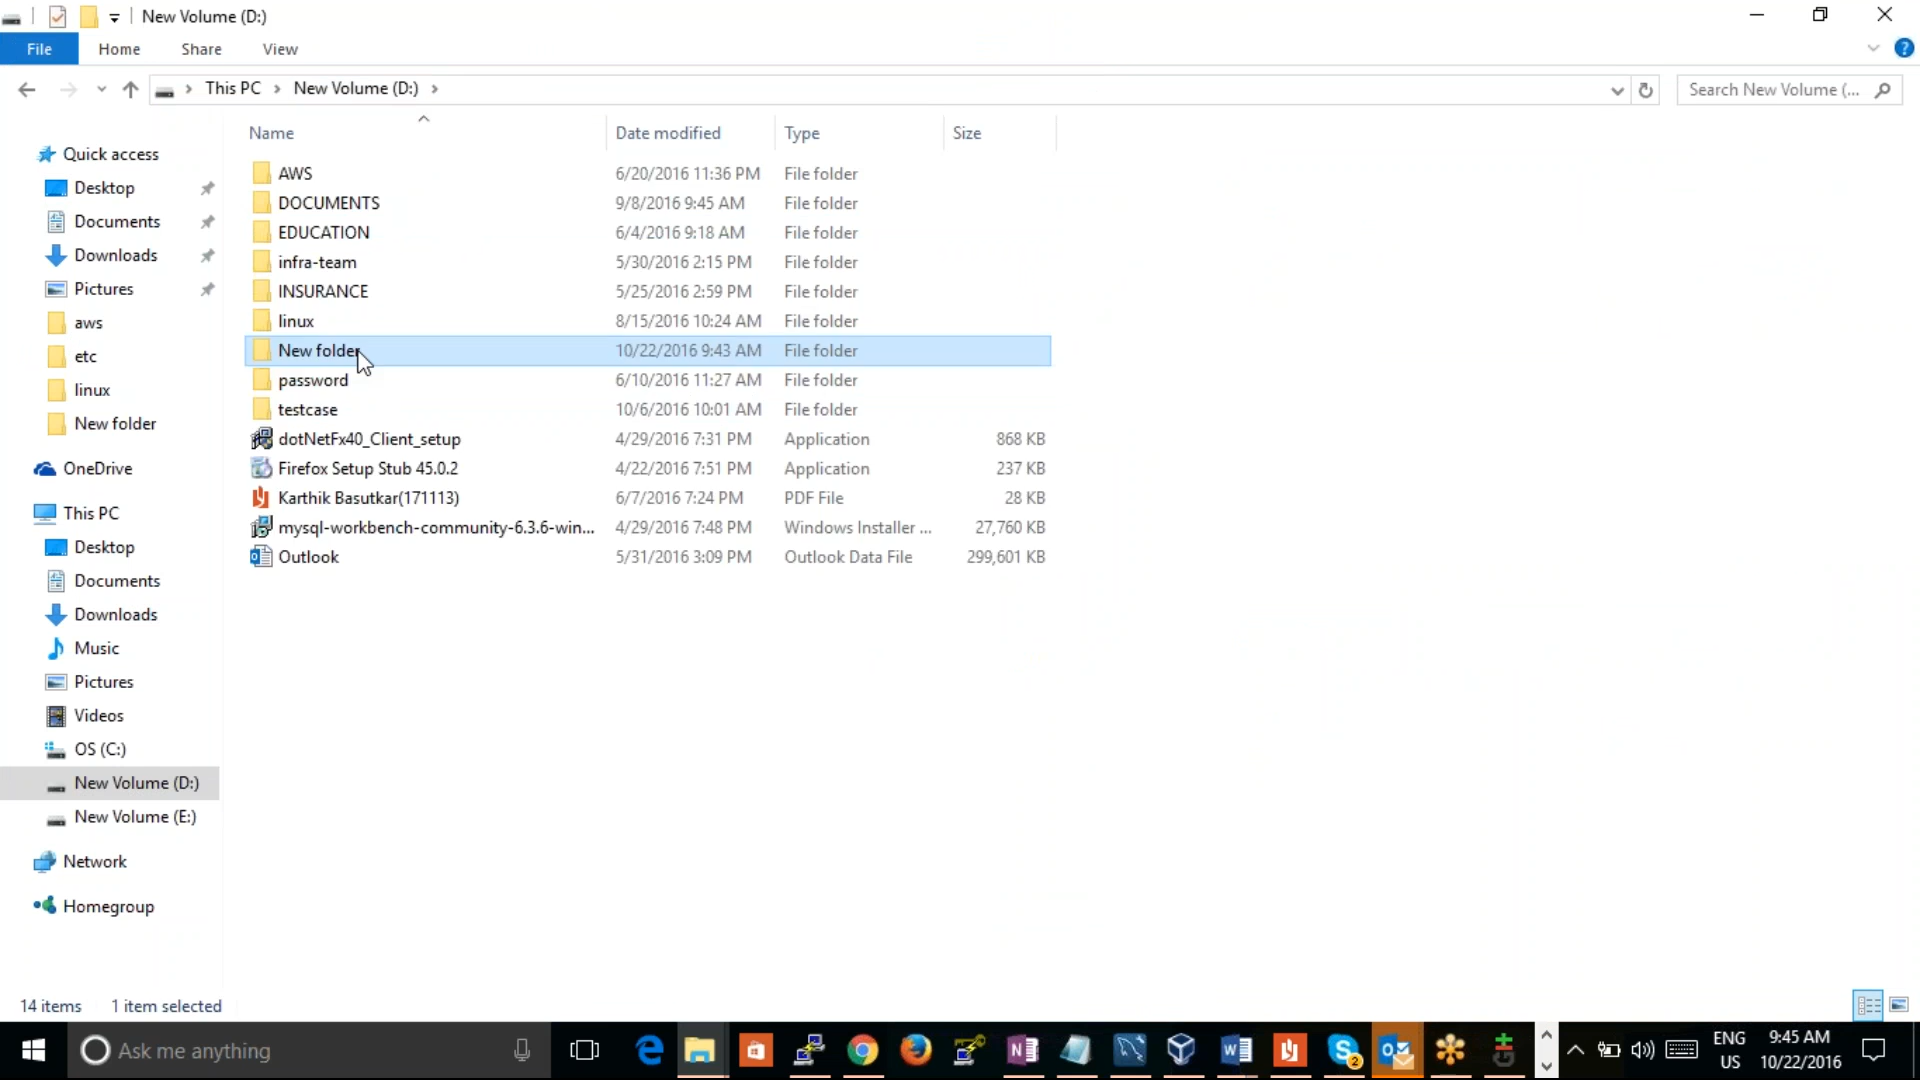 New Volume (D:)
File Home Share View
This PC New Volume (D:) Search New Volume (...
Name Date modified Type Size
Quick access
Desktop
Documents
Downloads
Pictures
aws
etc
linux
New folder
OneDrive
This PC
Desktop
Documents
Downloads
Music
Pictures
Videos
OS (C:)
New Volume (D:)
New Volume (E:)
Network
Homegroup
AWS 6/20/2016 11:36 PM File folder
DOCUMENTS 9/8/2016 9:45 AM File folder
EDUCATION 6/4/2016 9:18 AM File folder
infra-team 5/30/2016 2:15 PM File folder
INSURANCE 5/25/2016 2:59 PM File folder
linux 8/15/2016 10:24 AM File folder
New folder 10/22/2016 9:43 AM File folder
password 6/10/2016 11:27 AM File folder
testcase 10/6/2016 10:01 AM File folder
dotNetFx40_Client_setup 4/29/2016 7:31 PM Application 868 KB
Firefox Setup Stub 45.0.2 4/22/2016 7:51 PM Application 237 KB
Karthik Basutkar(171113) 6/7/2016 7:24 PM PDF File 28 KB
mysql-workbench-community-6.3.6-win... 4/29/2016 7:48 PM Windows Installer ... 27,760 KB
Outlook 5/31/2016 3:09 PM Outlook Data File 299,601 KB
14 items 1 item selected
Ask me anything
ENG
US
9:45 AM
10/22/2016